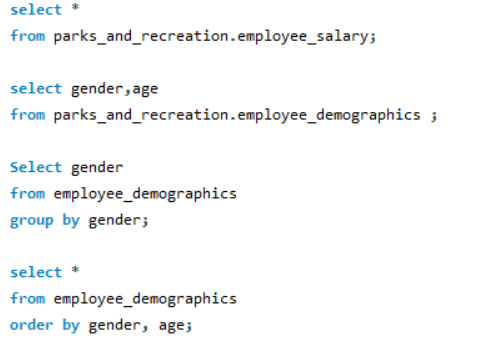 select *
from parks_and_recreation.employee_salary;
select gender,age
from parks_and_recreation.employee_demographics ;
Select gender
from employee_demographics
group by gender;
select *
from employee_demographics
order by gender, age;